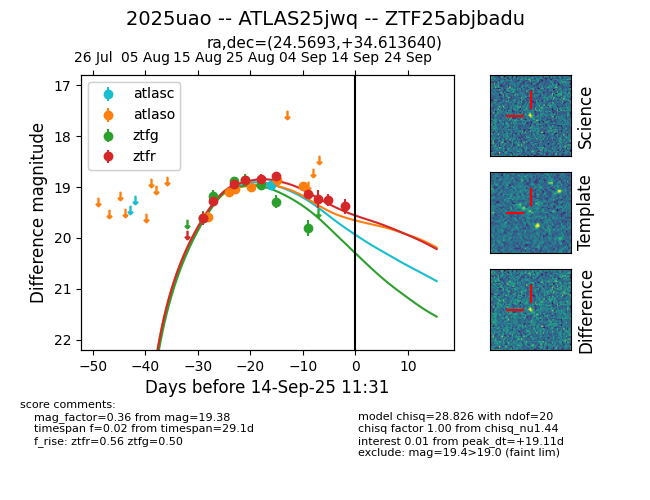 2025uao -- ATLAS25jwq -- ZTF25abjbadu
ra,dec=(24.5693,+34.613640)
26 Jul 05 Aug 15 Aug 25 Aug 04 Sep 14 Sep 24 Sep
atlasc
atlaso
ztfg
ztfr
17
18
19
20
21
22
Difference magnitude
−50 −40 −30 −20 −10 0 10
Days before 14-Sep-25 11:31
Science
Template
Difference
score comments:
mag_factor=0.36 from mag=19.38
timespan f=0.02 from timespan=29.1d
f_rise: ztfr=0.56 ztfg=0.50
model chisq=28.826 with ndof=20
chisq factor 1.00 from chisq_nu1.44
interest 0.01 from peak_dt=+19.11d
exclude: mag=19.4>19.0 (faint lim)